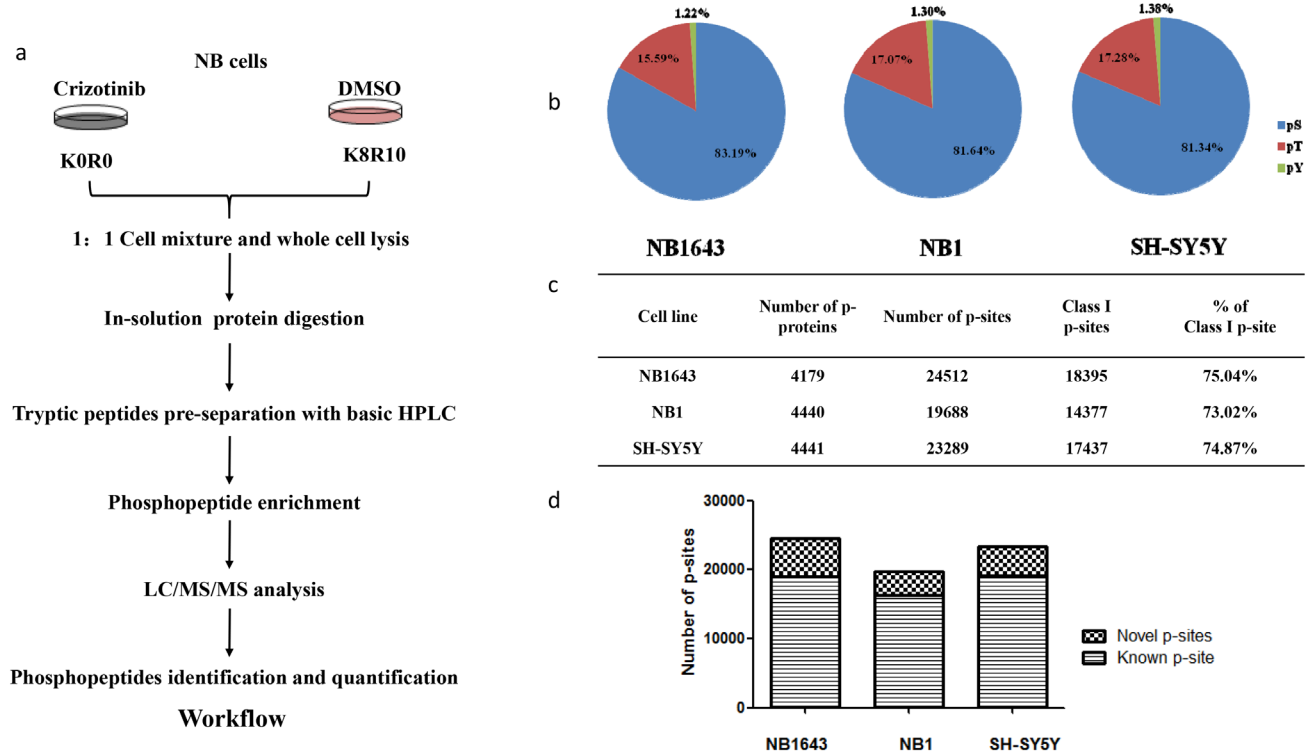 a
NB cells
Crizotinib
DMSO
K0R0
K8R10
1： 1 Cell mixture and whole cell lysis
In-solution protein digestion
Tryptic peptides pre-separation with basic HPLC
Phosphopeptide enrichment
LC/MS/MS analysis
Phosphopeptides identification and quantification
Workflow
b
1.22%
15.59%
83.19%
NB1643
1.30%
17.07%
81.64%
NB1
1.38%
17.28%
81.34%
SH-SY5Y
pS
pT
pY
c
Cell line
Number of p-
proteins
Number of p-sites
Class I
p-sites
% of
Class I p-site
NB1643 4179 24512 18395 75.04%
NB1 4440 19688 14377 73.02%
SH-SY5Y 4441 23289 17437 74.87%
d
Number of p-sites
30000
20000
10000
0
NB1643
NB1
SH-SY5Y
Novel p-sites
Known p-site